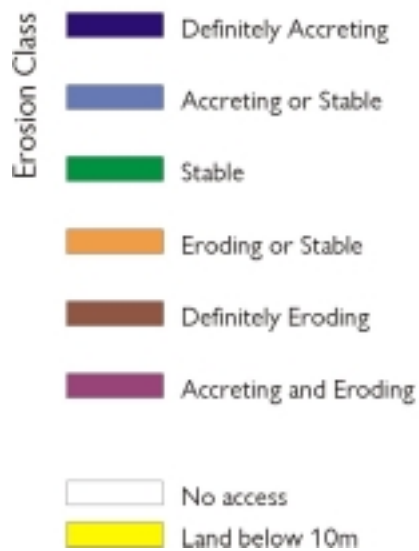 Erosion Class
Definitely Accreting
Accreting or Stable
Stable
Eroding or Stable
Definitely Eroding
Accreting and Eroding
No access
Land below 10m